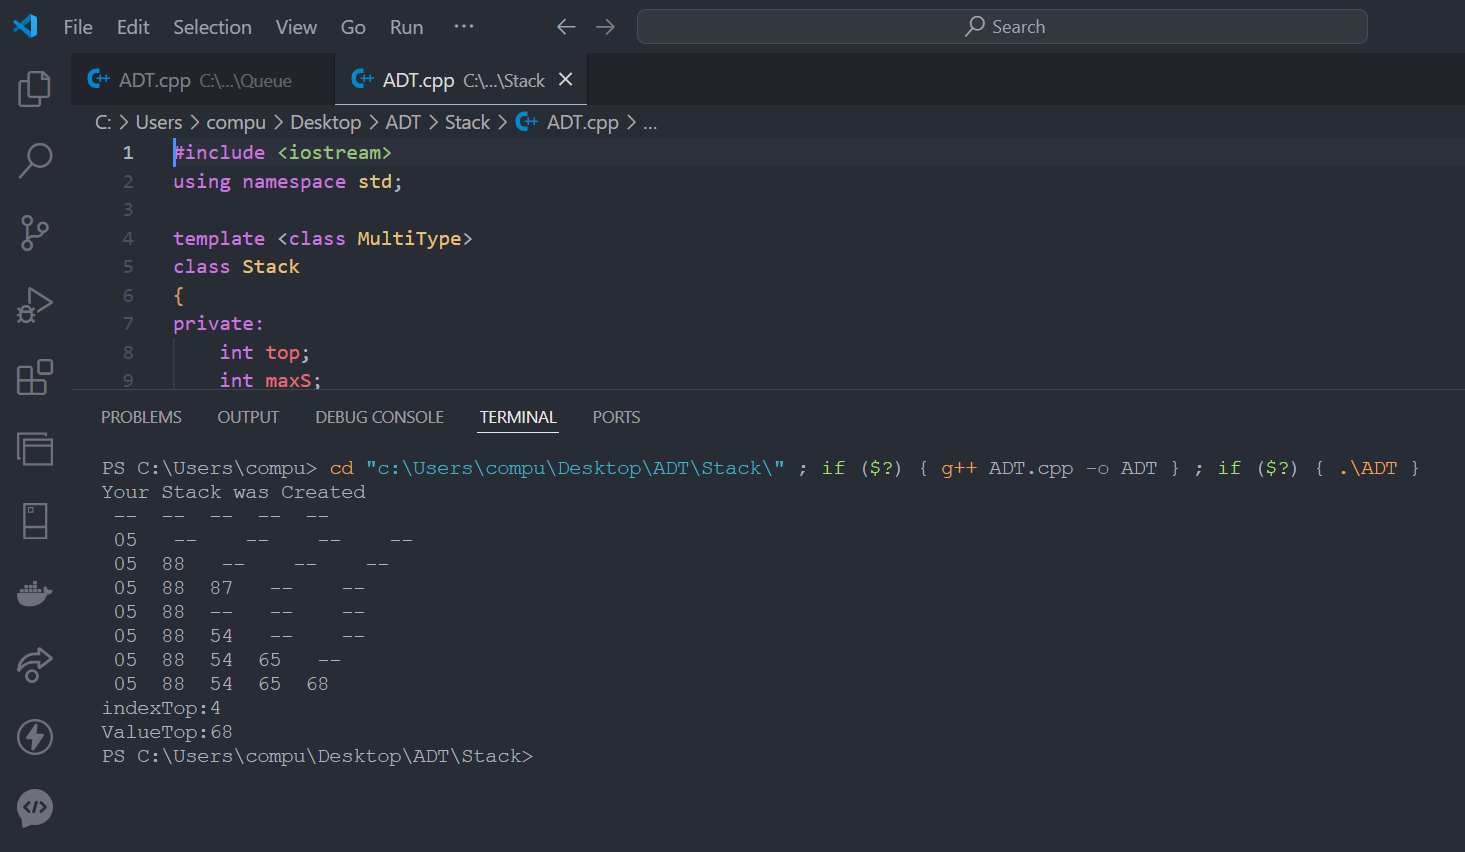 File Edit Selection View Go Run ··· Search
ADT.cpp C:\...\Queue ADT.cpp C:\...\Stack
C: > Users > compu > Desktop > ADT > Stack > ADT.cpp > ...
1 #include <iostream>
2 using namespace std;
3
4 template <class MultiType>
5 class Stack
6 {
7 private:
8 int top;
9 int maxS;
PROBLEMS OUTPUT DEBUG CONSOLE TERMINAL PORTS
PS C:\Users\compu> cd "c:\Users\compu\Desktop\ADT\Stack\" ; if ($?) { g++ ADT.cpp -o ADT } ; if ($?) { .\ADT }
Your Stack was Created
-- -- -- -- --
05 -- -- -- --
05 88 -- -- --
05 88 87 -- --
05 88 -- -- --
05 88 54 -- --
05 88 54 65 --
05 88 54 65 68
indexTop:4
ValueTop:68
PS C:\Users\compu\Desktop\ADT\Stack>